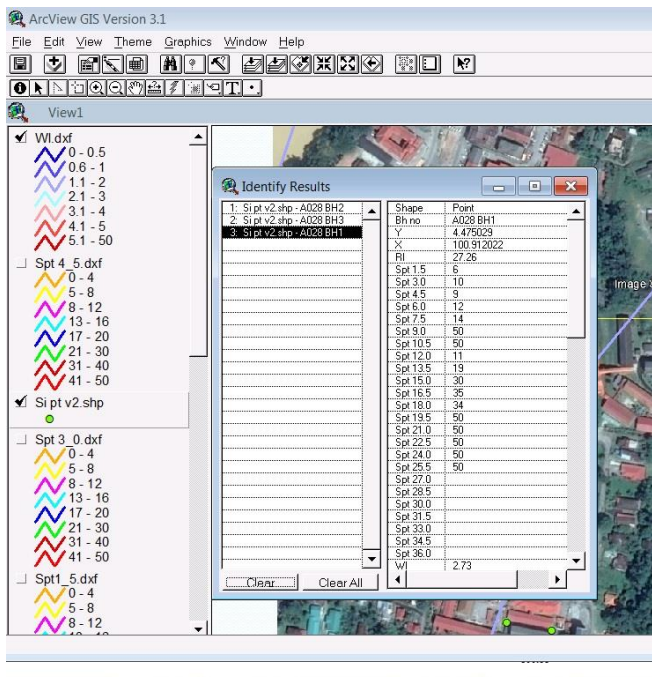 ArcView GIS Version 3.1
File Edit View Theme Graphics Window Help
View1
WI.dxf
0 - 0.5
0.6 - 1
1.1 - 2
2.1 - 3
3.1 - 4
4.1 - 5
5.1 - 50
Spt 4_5.dxf
0 - 4
5 - 8
8 - 12
13 - 16
17 - 20
21 - 30
31 - 40
41 - 50
Si pt v2.shp
Spt 3_0.dxf
0 - 4
5 - 8
8 - 12
13 - 16
17 - 20
21 - 30
31 - 40
41 - 50
Spt1_5.dxf
0 - 4
5 - 8
8 - 12
Identify Results
1: Si pt v2.shp - A028 BH2
2: Si pt v2.shp - A028 BH3
3: Si pt v2.shp - A028 BH1
Clear
Clear All
Shape Point
Bh no A028 BH1
Y 4.475029
X 100.912022
Rl 27.26
Spt 1.5 6
Spt 3.0 10
Spt 4.5 9
Spt 6.0 12
Spt 7.5 14
Spt 9.0 50
Spt 10.5 50
Spt 12.0 11
Spt 13.5 19
Spt 15.0 30
Spt 16.5 35
Spt 18.0 34
Spt 19.5 50
Spt 21.0 50
Spt 22.5 50
Spt 24.0 50
Spt 25.5 50
Spt 27.0
Spt 28.5
Spt 30.0
Spt 31.5
Spt 33.0
Spt 34.5
Spt 36.0
Wl 2.73
Image